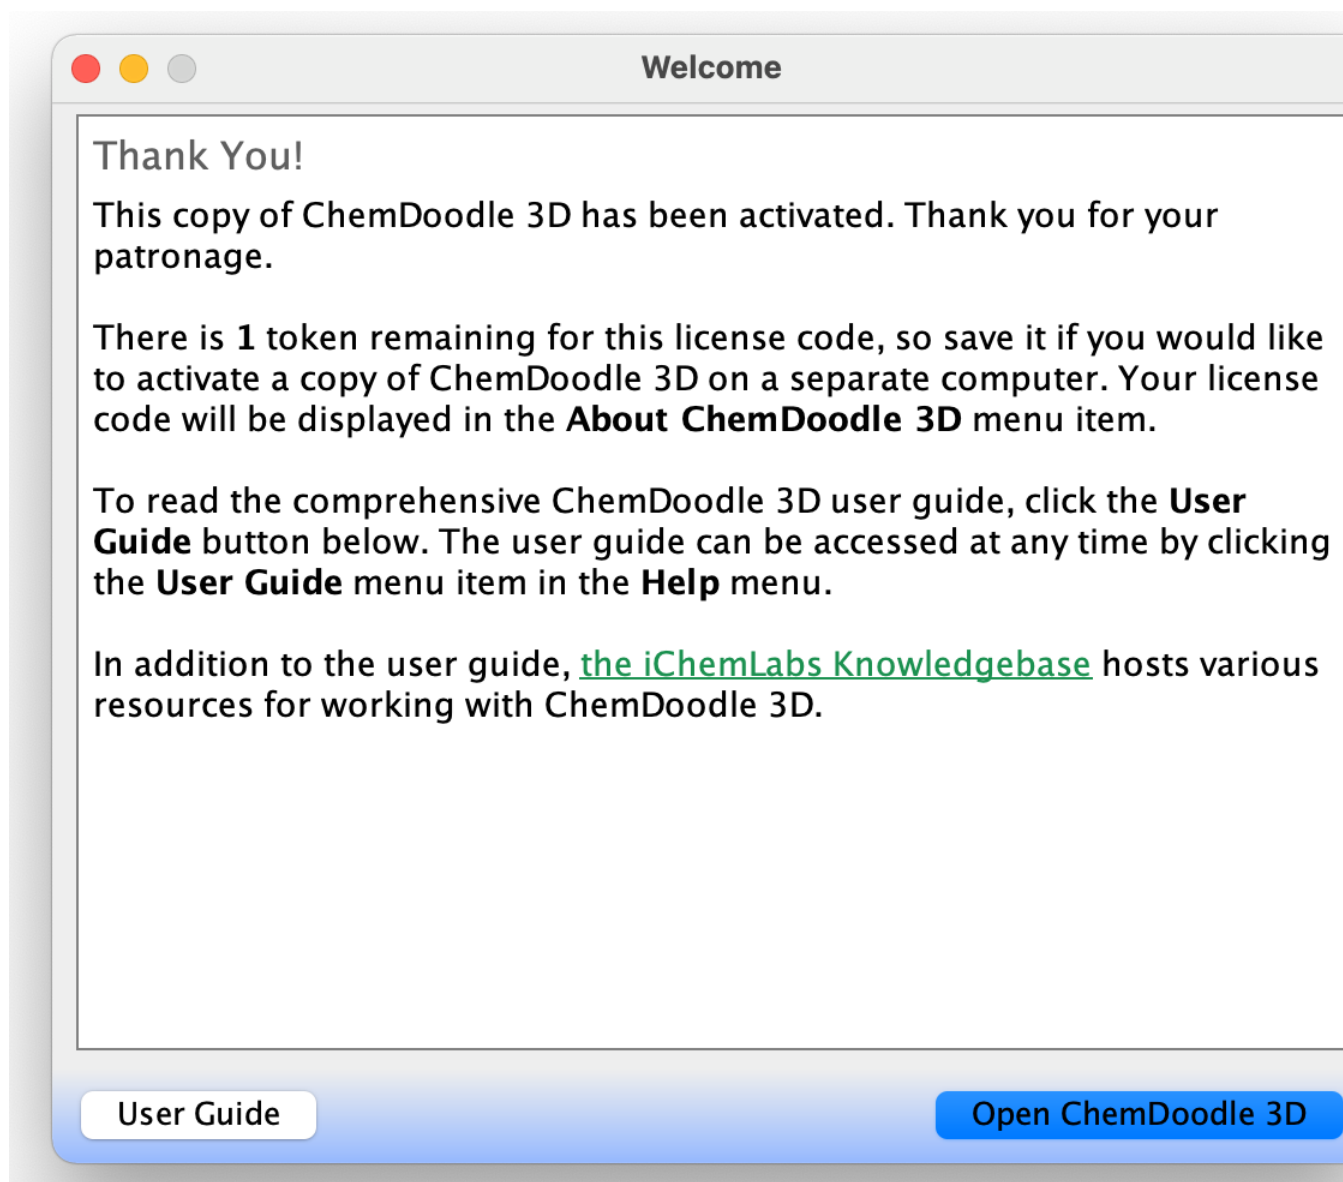 Welcome
Thank You!
This copy of ChemDoodle 3D has been activated. Thank you for your
patronage.
There is 1 token remaining for this license code, so save it if you would like
to activate a copy of ChemDoodle 3D on a separate computer. Your license
code will be displayed in the About ChemDoodle 3D menu item.
To read the comprehensive ChemDoodle 3D user guide, click the User
Guide button below. The user guide can be accessed at any time by clicking
the User Guide menu item in the Help menu.
In addition to the user guide, the iChemLabs Knowledgebase hosts various
resources for working with ChemDoodle 3D.
User Guide
Open ChemDoodle 3D